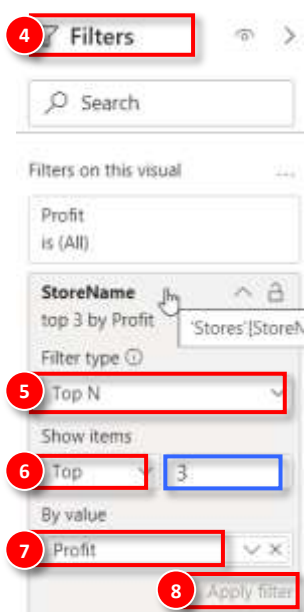 4 Filters
Search
Filters on this visual ...
Profit
is (All)
StoreName
top 3 by Profit
'Stores'[StoreN
Filter type
5 Top N
Show items
6 Top 3
By value
7 Profit
8 Apply filter